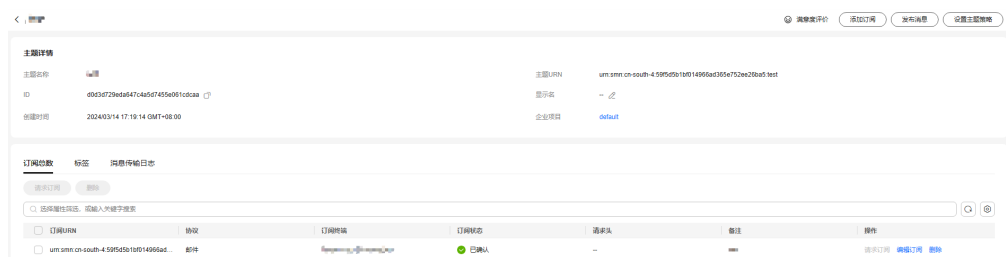 满意度评价 添加订阅 发布消息 设置主题策略
主题详情
主题名称 主题URN urn:smn:cn-south-4:59f5d5b1bf014966ad365e752ee26ba5:test
ID d0d3d729eda647c4a5d7455e061cdcaa 显示名 --
创建时间 2024/03/14 17:19:14 GMT+08:00 企业项目 default
订阅总数 标签 消息传输日志
请求订阅 删除
选择属性筛选，或输入关键字搜索
订阅URN 协议 订阅终端 订阅状态 请求头 备注 操作
urn:smn:cn-south-4:59f5d5b1bf014966ad... 邮件 已确认 -- 请求订阅 编辑订阅 删除